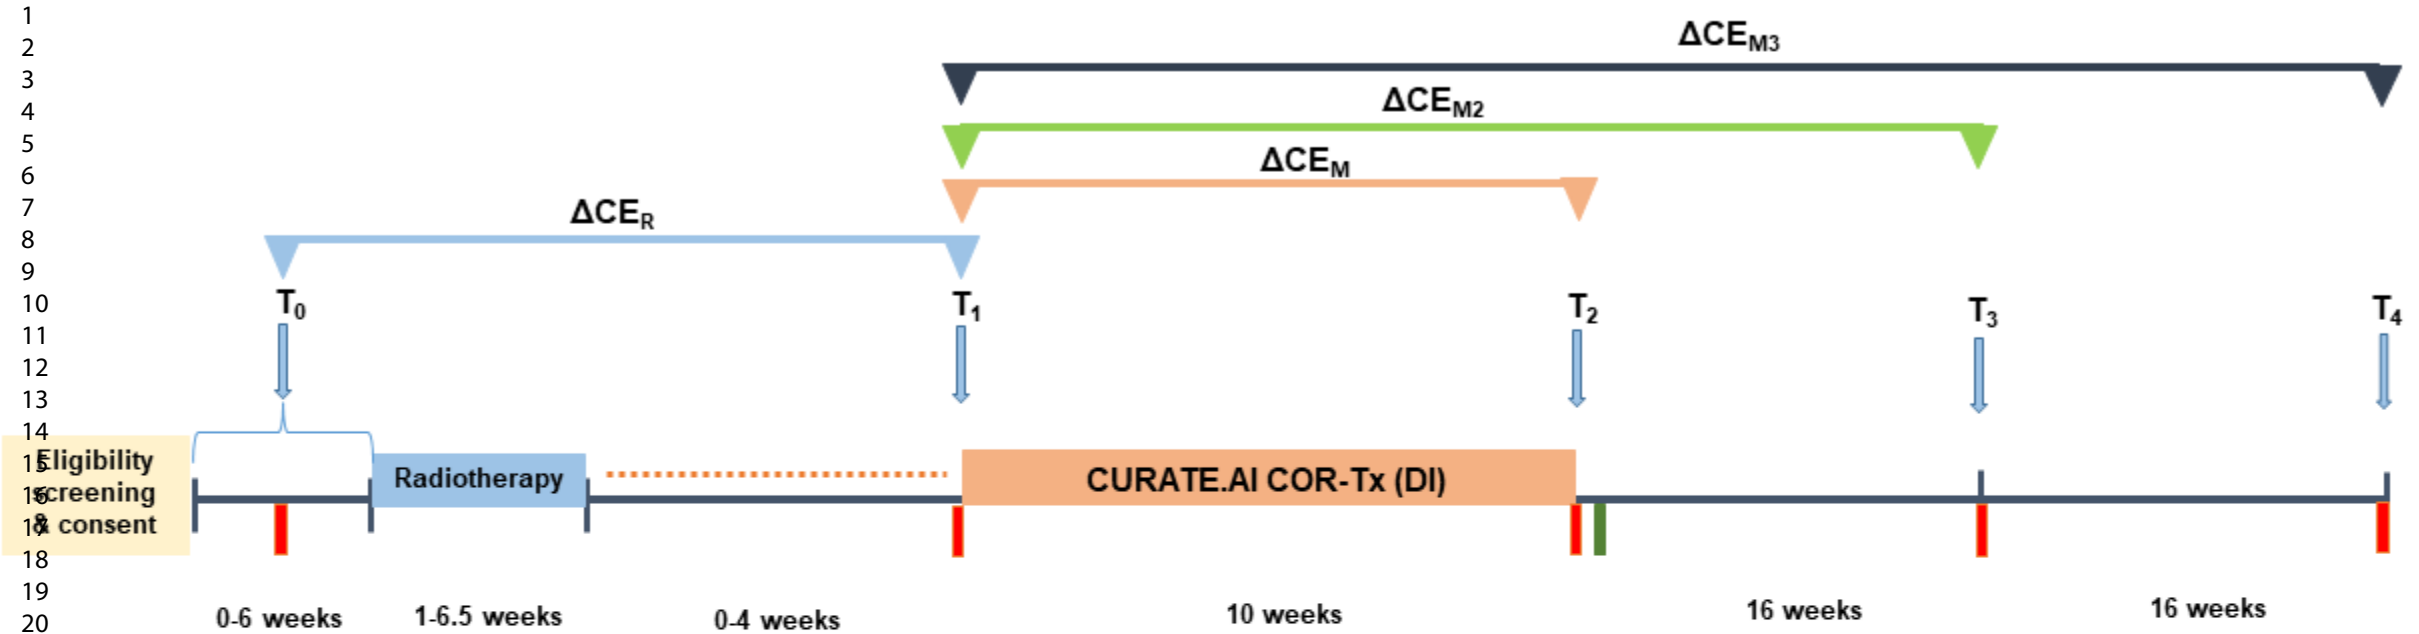 1
2
ΔCEM3
3
4
ΔCEM2
5
6
ΔCEM
7
ΔCER
8
9
10
T0
T1
T2
T3
T4
11
12
13
14
15
Eligibility
Radiotherapy
CURATE.AI COR-Tx (DI)
16
screening
17
& consent
18
19
20
0-6 weeks
1-6.5 weeks
0-4 weeks
10 weeks
16 weeks
16 weeks